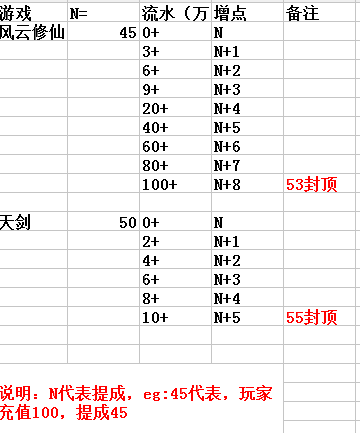 游戏 N= 流水（万 增点 备注
风云修仙 45 0+ N
3+ N+1
6+ N+2
9+ N+3
20+ N+4
40+ N+5
60+ N+6
80+ N+7
100+ N+8 53封顶
天剑 50 0+ N
2+ N+1
4+ N+2
6+ N+3
8+ N+4
10+ N+5 55封顶
说明：N代表提成，eg:45代表，玩家
充值100，提成45